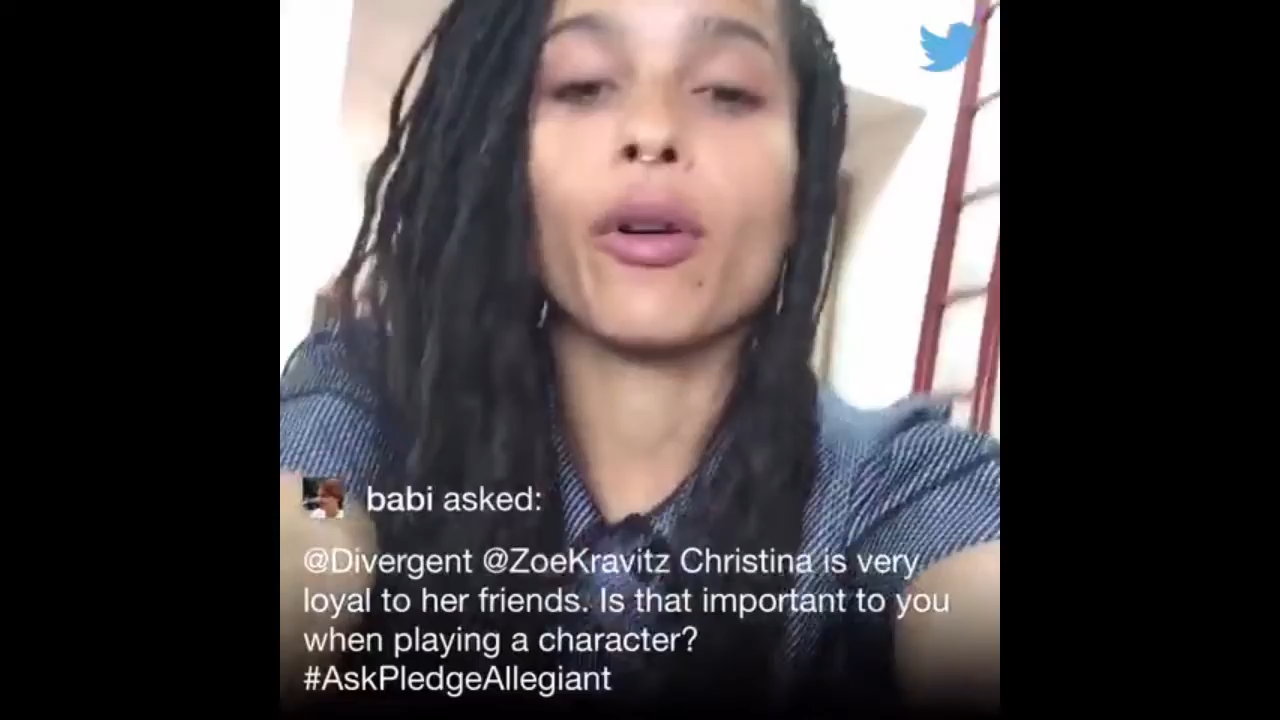 babi asked:
@Divergent @ZoeKravitz Christina is very
loyal to her friends. Is that important to you
when playing a character?
#AskPledgeAllegiant